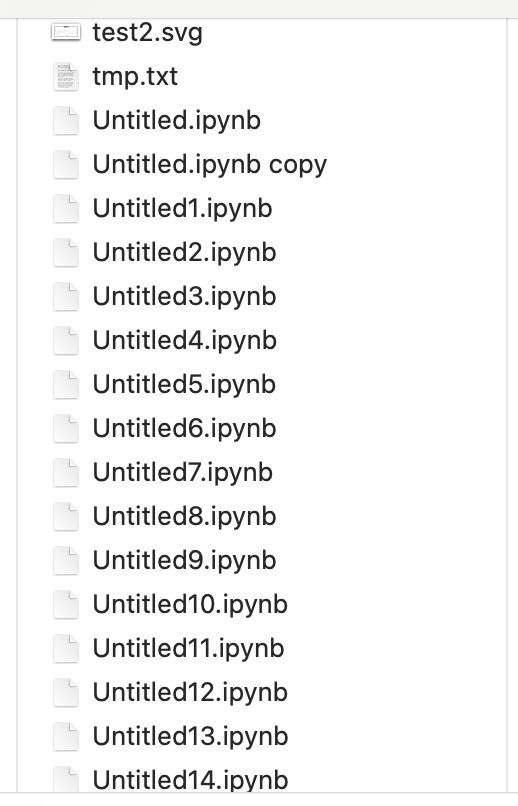 test2.svg
tmp.txt
Untitled.ipynb
Untitled.ipynb copy
Untitled1.ipynb
Untitled2.ipynb
Untitled3.ipynb
Untitled4.ipynb
Untitled5.ipynb
Untitled6.ipynb
Untitled7.ipynb
Untitled8.ipynb
Untitled9.ipynb
Untitled10.ipynb
Untitled11.ipynb
Untitled12.ipynb
Untitled13.ipynb
Untitled14.ipynb